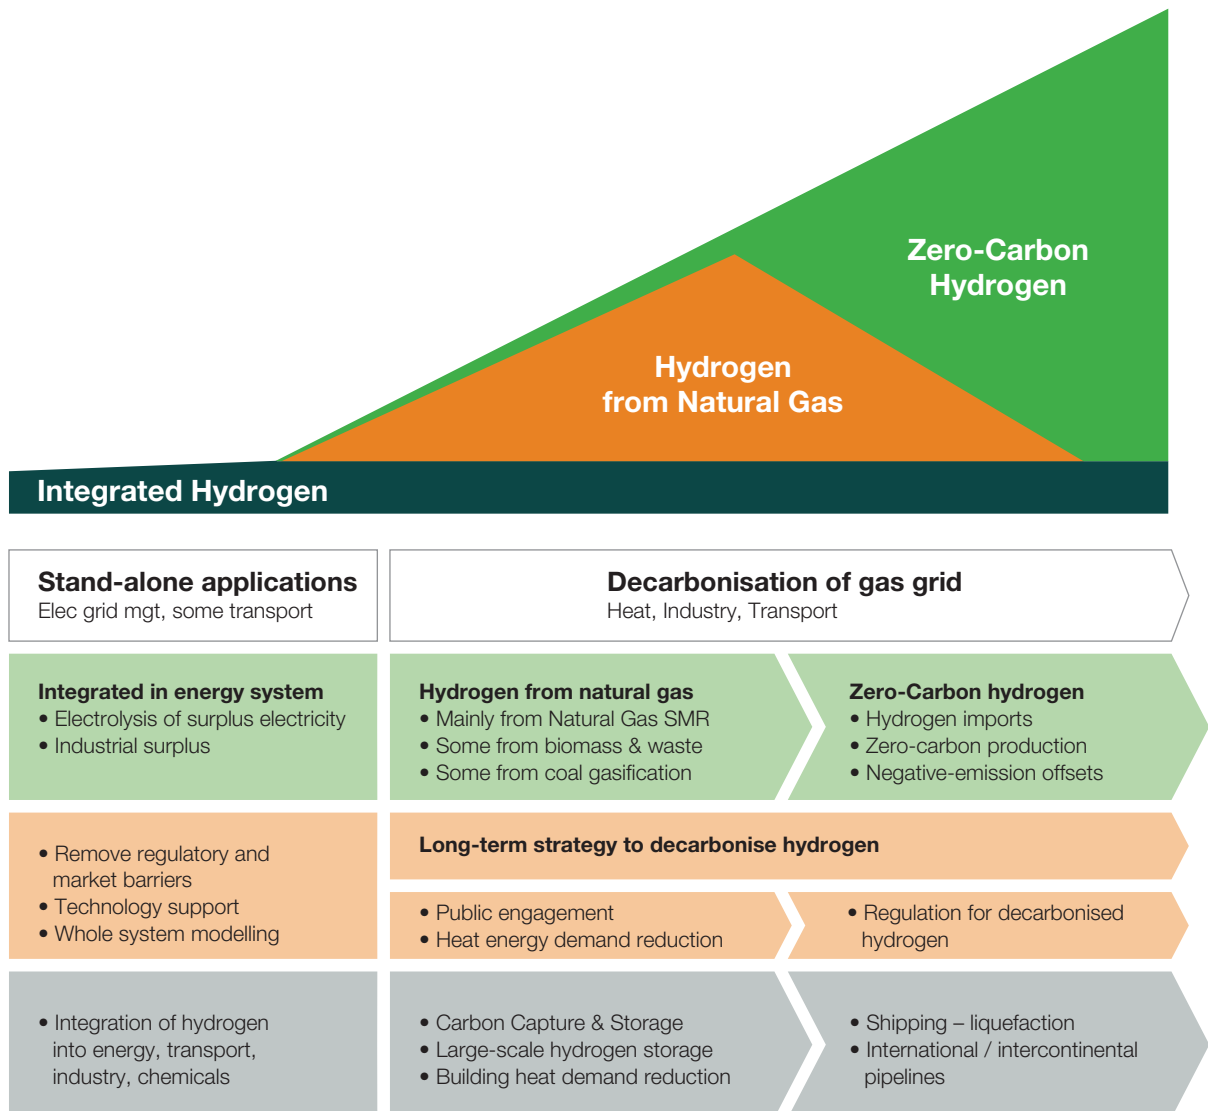 Zero-Carbon
Hydrogen
Hydrogen
from Natural Gas
Integrated Hydrogen
Stand-alone applications
Elec grid mgt, some transport
Decarbonisation of gas grid
Heat, Industry, Transport
Integrated in energy system
• Electrolysis of surplus electricity
• Industrial surplus
Hydrogen from natural gas
• Mainly from Natural Gas SMR
• Some from biomass & waste
• Some from coal gasification
Zero-Carbon hydrogen
• Hydrogen imports
• Zero-carbon production
• Negative-emission offsets
• Remove regulatory and
market barriers
• Technology support
• Whole system modelling
Long-term strategy to decarbonise hydrogen
• Public engagement
• Heat energy demand reduction
• Regulation for decarbonised
hydrogen
• Integration of hydrogen
into energy, transport,
industry, chemicals
• Carbon Capture & Storage
• Large-scale hydrogen storage
• Building heat demand reduction
• Shipping – liquefaction
• International / intercontinental
pipelines